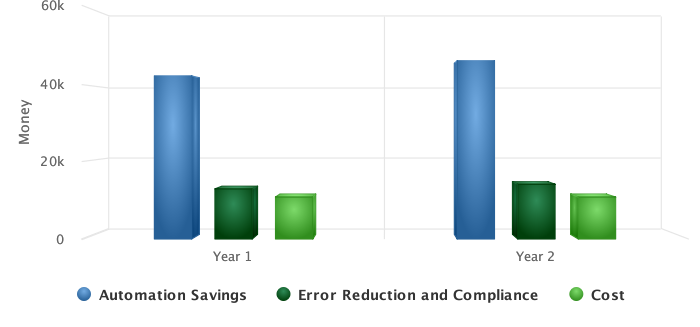 60k
40k
20k
0
Money
Year 1
Year 2
Automation Savings
Error Reduction and Compliance
Cost